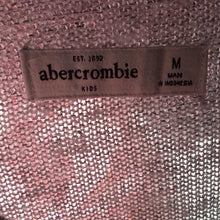 EST. 1892
abercrombie
KIDS
M
MADE
IN INDONESIA